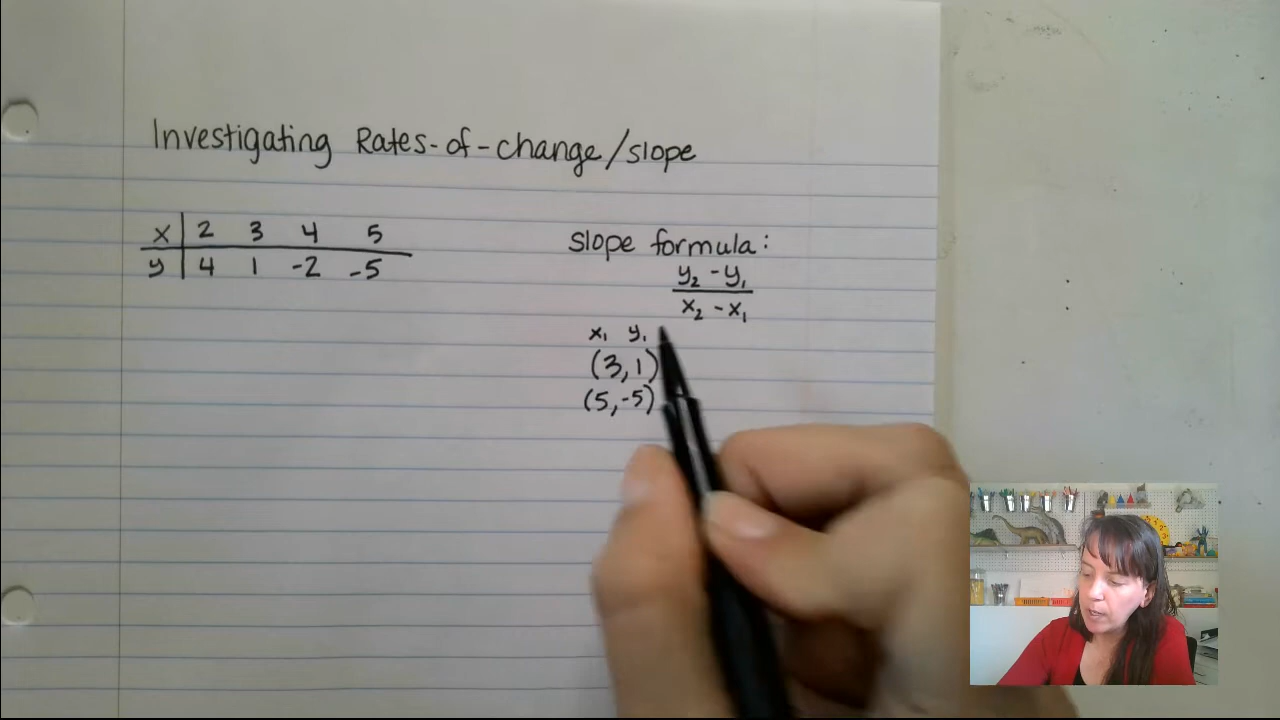 Investigating Rates-of-change/slope
x 2 3 4 5
y 4 1 -2 -5
slope formula:
y₂ - y₁
x₂ - x₁
x₁ y₁
(3,1)
(5,-5)